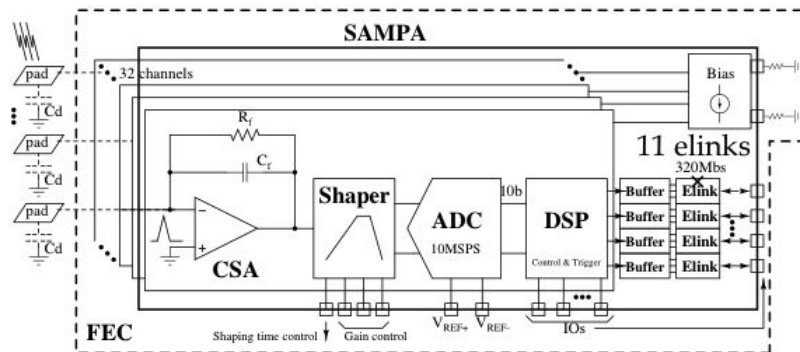 SAMPA
pad
32 channels
Bias
Cd
Rf
pad
Cf
11 elinks
320Mbs
Cd
Shaper
10b
Buffer
Elink
pad
ADC
DSP
Buffer
Elink
10MSPS
Buffer
Elink
Cd
CSA
Control & Trigger
Buffer
Elink
FEC
Shaping time control
Gain control
VREF+
VREF-
IOs